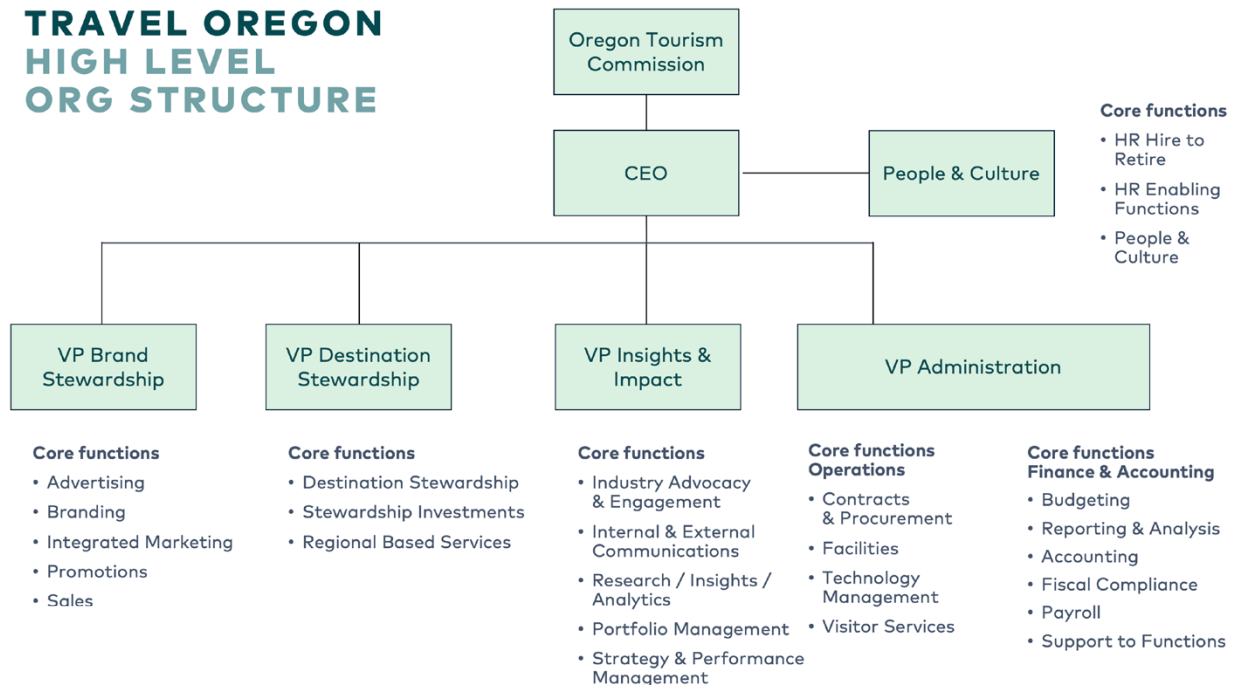 TRAVEL OREGON
HIGH LEVEL
ORG STRUCTURE
Oregon Tourism
Commission
CEO
People & Culture
Core functions
• HR Hire to
Retire
• HR Enabling
Functions
• People &
Culture
VP Brand
Stewardship
VP Destination
Stewardship
VP Insights &
Impact
VP Administration
Core functions
• Advertising
• Branding
• Integrated Marketing
• Promotions
• Sales
Core functions
• Destination Stewardship
• Stewardship Investments
• Regional Based Services
Core functions
• Industry Advocacy
& Engagement
• Internal & External
Communications
• Research / Insights /
Analytics
• Portfolio Management
• Strategy & Performance
Management
Core functions
Operations
• Contracts
& Procurement
• Facilities
• Technology
Management
• Visitor Services
Core functions
Finance & Accounting
• Budgeting
• Reporting & Analysis
• Accounting
• Fiscal Compliance
• Payroll
• Support to Functions